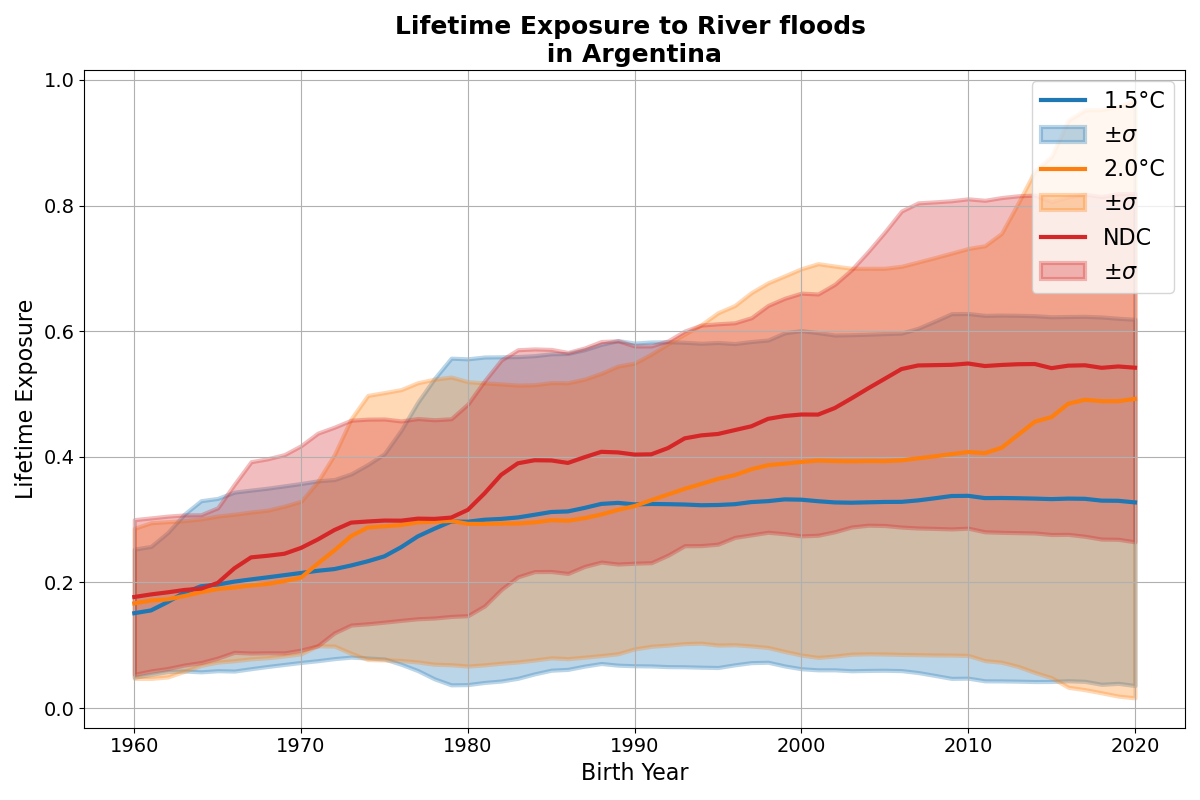 Lifetime Exposure to River floods
in Argentina
1.0
0.8
0.6
0.4
0.2
0.0
Lifetime Exposure
1.5°C
±σ
2.0°C
±σ
NDC
±σ
1960
1970
1980
1990
2000
2010
2020
Birth Year